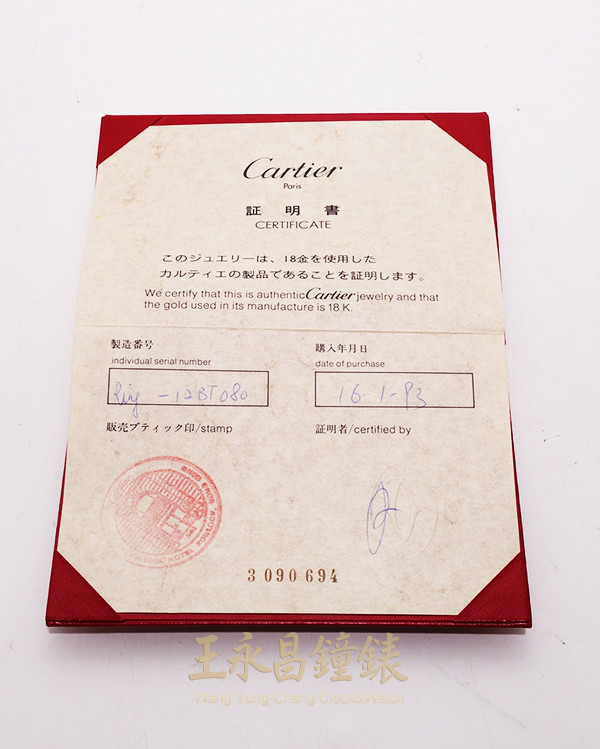 Cartier
Paris
証明書
CERTIFICATE
このジュエリーは、18金を使用した
カルティエの製品であることを証明します。
We certify that this is authentic Cartier jewelry and that
the gold used in its manufacture is 18 K.
製造番号
individual serial number
Ring - 12BT080
購入年月日
date of purchase
16-1-93
販売ブティック印/stamp
証明者/certified by
HOTEL
3090694
王永昌鐘錶
Wang Yung-Chang Clock&Watch